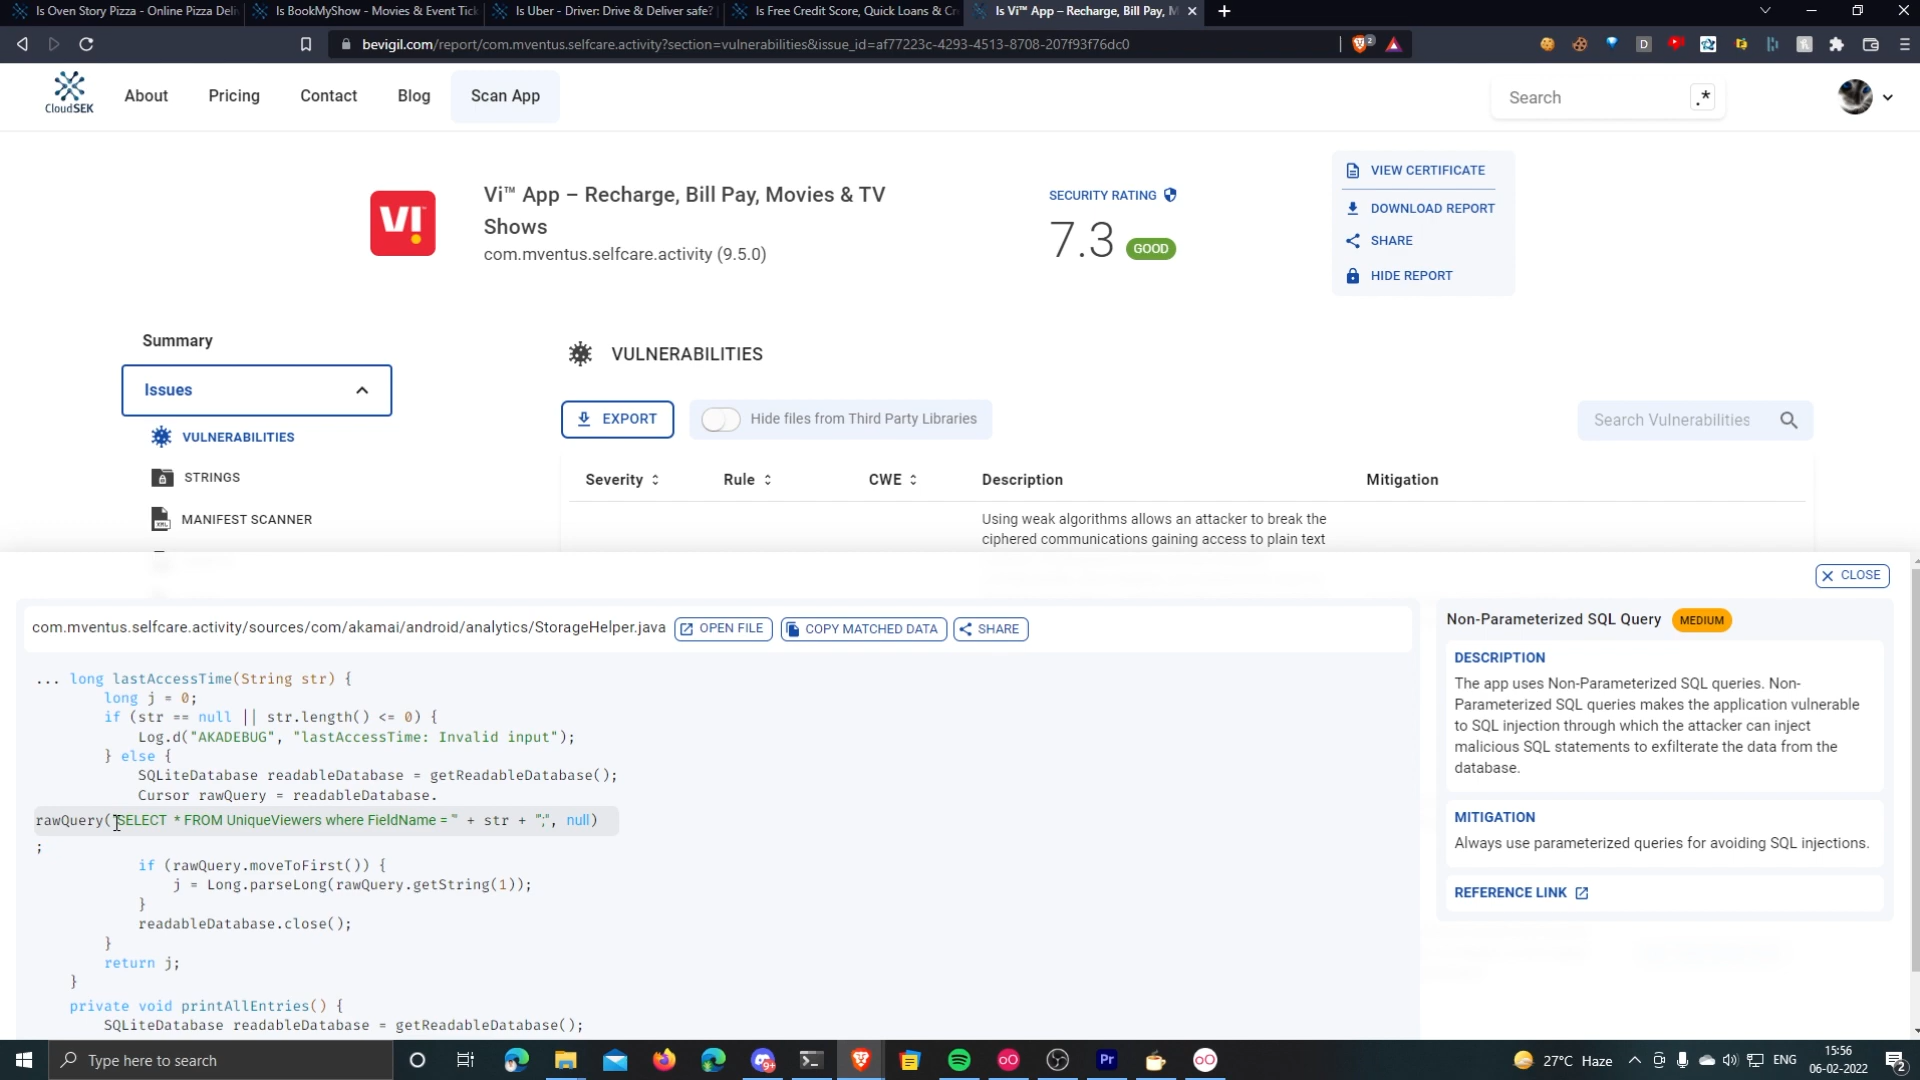 Is Oven Story Pizza - Online Pizza Deli
Is BookMyShow - Movies & Event Tick
Is Uber - Driver: Drive & Deliver safe?
Is Free Credit Score, Quick Loans & Cr
Is Vi™ App – Recharge, Bill Pay, M
bevigil.com/report/com.mventus.selfcare.activity?section=vulnerabilities&issue_id=af77223c-4293-4513-8708-207f93f76dc0
CloudSEK
About
Pricing
Contact
Blog
Scan App
Search
.*
VI
Vi™ App – Recharge, Bill Pay, Movies & TV
Shows
com.mventus.selfcare.activity (9.5.0)
SECURITY RATING
7.3 GOOD
VIEW CERTIFICATE
DOWNLOAD REPORT
SHARE
HIDE REPORT
Summary
Issues
VULNERABILITIES
STRINGS
MANIFEST SCANNER
VULNERABILITIES
EXPORT
Hide files from Third Party Libraries
Search Vulnerabilities
Severity
Rule
CWE
Description
Mitigation
Using weak algorithms allows an attacker to break the
ciphered communications gaining access to plain text
CLOSE
com.mventus.selfcare.activity/sources/com/akamai/android/analytics/StorageHelper.java
OPEN FILE
COPY MATCHED DATA
SHARE
... long lastAccessTime(String str) {
long j = 0;
if (str == null || str.length() <= 0) {
Log.d("AKADEBUG", "lastAccessTime: Invalid input");
} else {
SQLiteDatabase readableDatabase = getReadableDatabase();
Cursor rawQuery = readableDatabase.
rawQuery("SELECT * FROM UniqueViewers where FieldName = '" + str + "';", null)
;
if (rawQuery.moveToFirst()) {
j = Long.parseLong(rawQuery.getString(1));
}
readableDatabase.close();
}
return j;
}
private void printAllEntries() {
SQLiteDatabase readableDatabase = getReadableDatabase();
Non-Parameterized SQL Query MEDIUM
DESCRIPTION
The app uses Non-Parameterized SQL queries. Non-
Parameterized SQL queries makes the application vulnerable
to SQL injection through which the attacker can inject
malicious SQL statements to exfilterate the data from the
database.
MITIGATION
Always use parameterized queries for avoiding SQL injections.
REFERENCE LINK
Type here to search
27°C Haze
ENG
15:56
06-02-2022
2